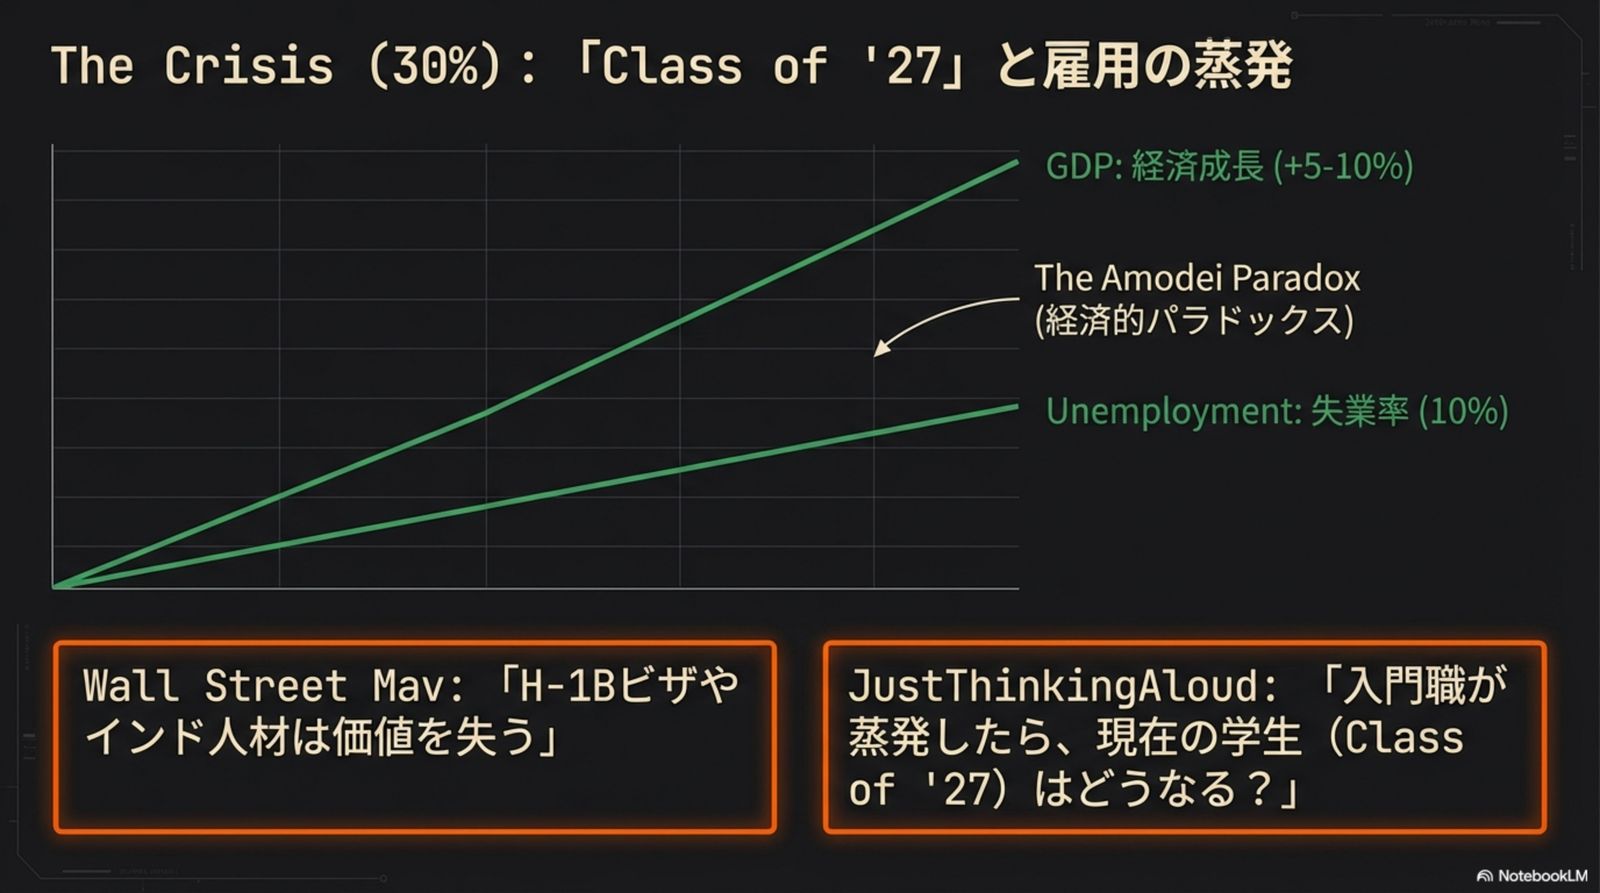 The Crisis (30%): 「Class of '27」と雇用の蒸発
GDP: 経済成長 (+5-10%)
The Amodei Paradox
(経済的パラドックス)
Unemployment: 失業率 (10%)
Wall Street Mav: 「H-1Bビザや
インド人材は価値を失う」
JustThinkingAloud: 「入門職が
蒸発したら、現在の学生（Class
of '27）はどうなる？」
NotebookLM